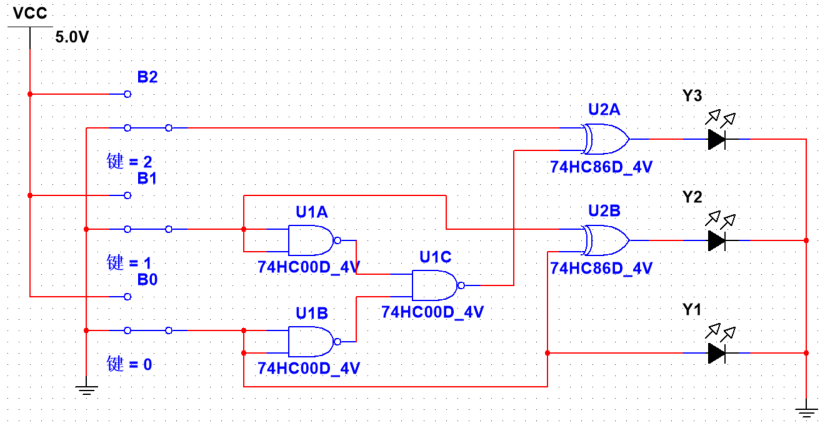 VCC
5.0V
B2
键 = 2
B1
键 = 1
B0
键 = 0
U1A
74HC00D_4V
U1B
74HC00D_4V
U1C
74HC00D_4V
U2A
74HC86D_4V
U2B
74HC86D_4V
Y3
Y2
Y1